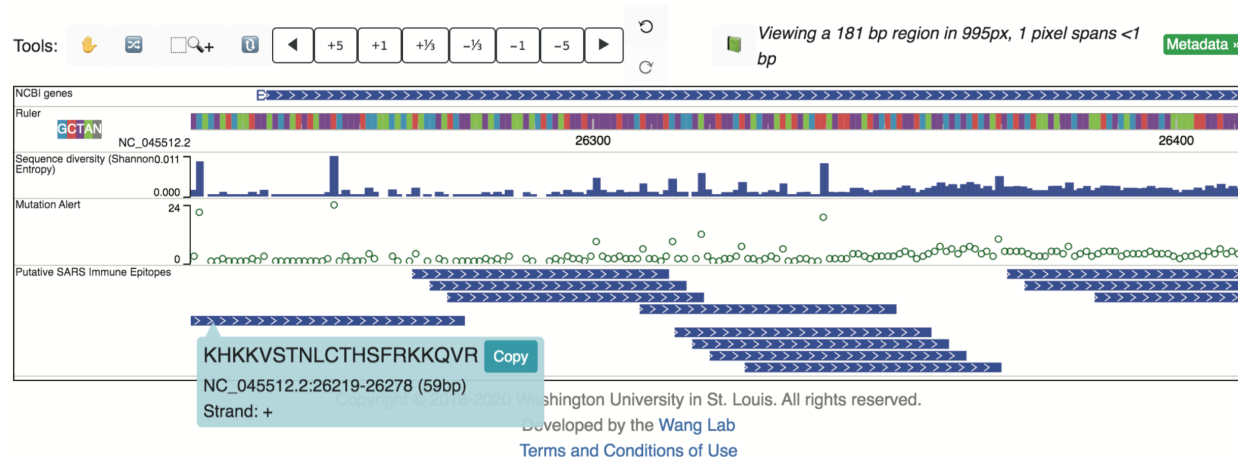 Tools: +5 +1 +⅓ -⅓ -1 -5 Viewing a 181 bp region in 995px, 1 pixel spans <1 bp Metadata »
NCBI genes
E
Ruler
GCTAN
NC_045512.2
26300
26400
Sequence diversity (Shannon Entropy)
0.011
0.000
Mutation Alert
24
0
Putative SARS Immune Epitopes
KHKKVSTNLCTHSFRKKQVR Copy
NC_045512.2:26219-26278 (59bp)
Strand: +
Copyright © 2018-2020 Washington University in St. Louis. All rights reserved.
Developed by the Wang Lab
Terms and Conditions of Use